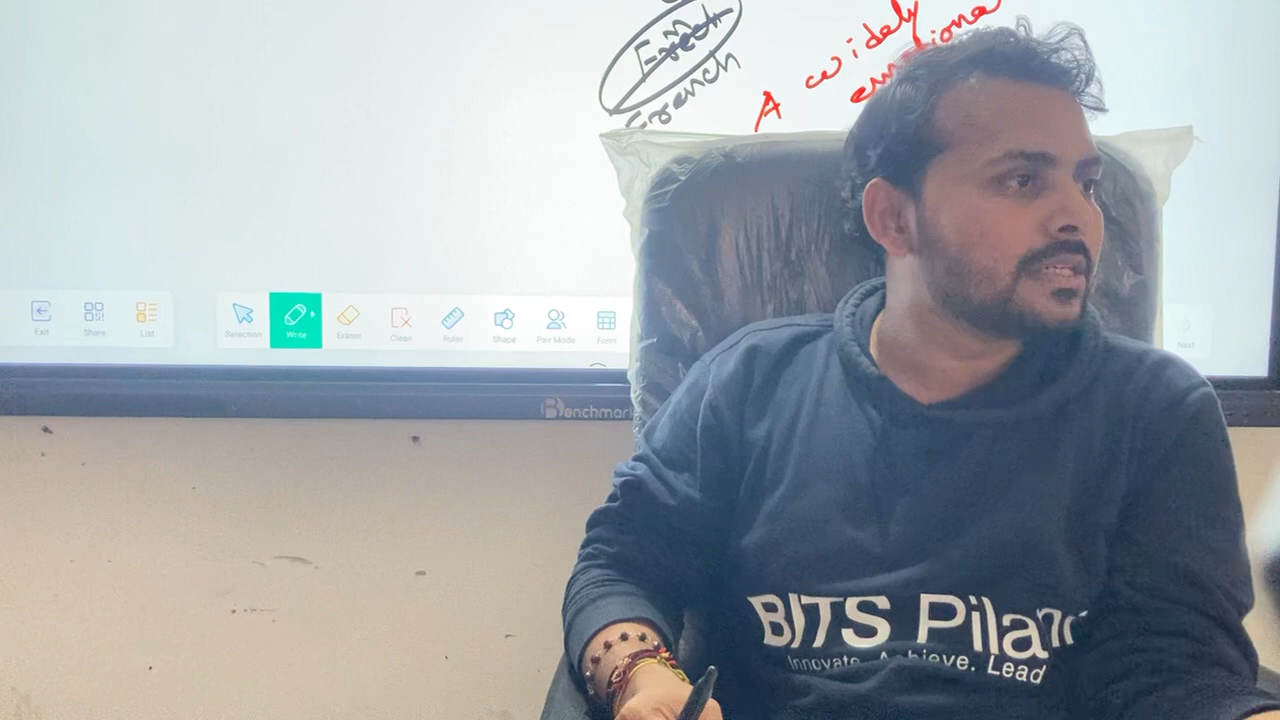 French
A widely
emotional
Exit
Share
List
Selection
Write
Eraser
Clean
Ruler
Shape
Pair Mode
Form
Next
Benchmark
BITS Pilani
Innovate. Achieve. Lead